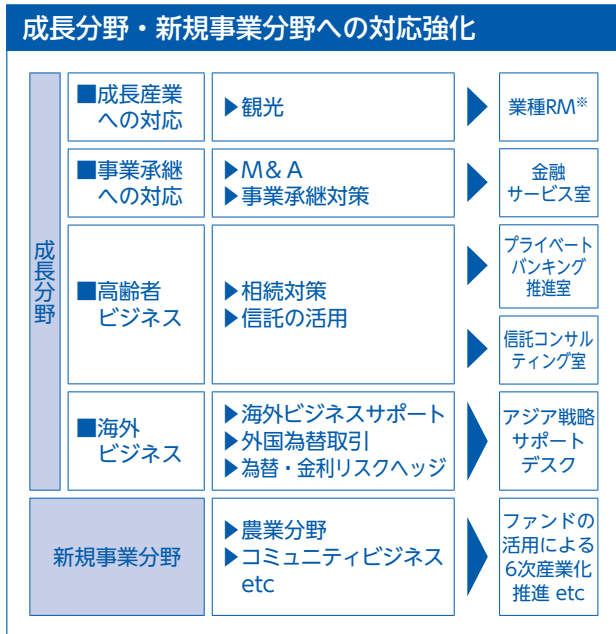 成長分野・新規事業分野への対応強化
成長分野
■成長産業
への対応
▶観光
業種RM※
■事業承継
への対応
▶M&A
▶事業承継対策
金融
サービス室
■高齢者
ビジネス
▶相続対策
▶信託の活用
プライベート
バンキング
推進室
信託コンサル
ティング室
■海外
ビジネス
▶海外ビジネスサポート
▶外国為替取引
▶為替・金利リスクヘッジ
アジア戦略
サポート
デスク
新規事業分野
▶農業分野
▶コミュニティビジネス
etc
ファンドの
活用による
6次産業化
推進 etc